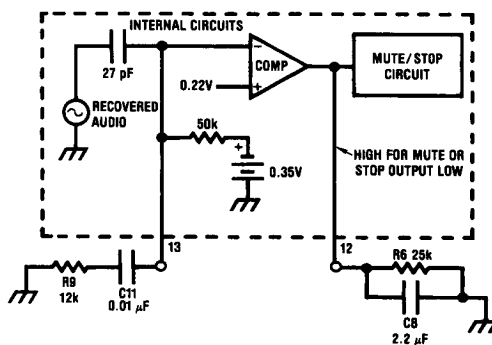 INTERNAL CIRCUITS
27 pF
RECOVERED
AUDIO
0.22V
−
COMP
+
MUTE/STOP
CIRCUIT
50k
+
0.35V
HIGH FOR MUTE OR
STOP OUTPUT LOW
13
12
R9
12k
C11
0.01 μF
R6 25k
C8
2.2 μF